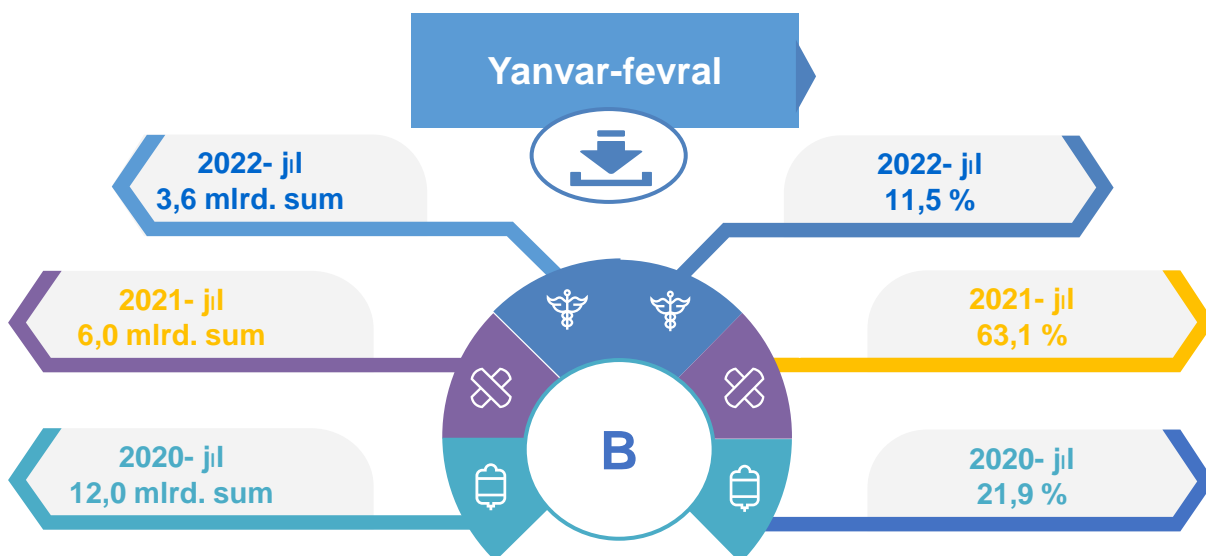 Yanvar-fevral
2022- jıl
3,6 mlrd. sum
2022- jıl
11,5 %
2021- jıl
6,0 mlrd. sum
2021- jıl
63,1 %
B
2020- jıl
12,0 mlrd. sum
2020- jıl
21,9 %